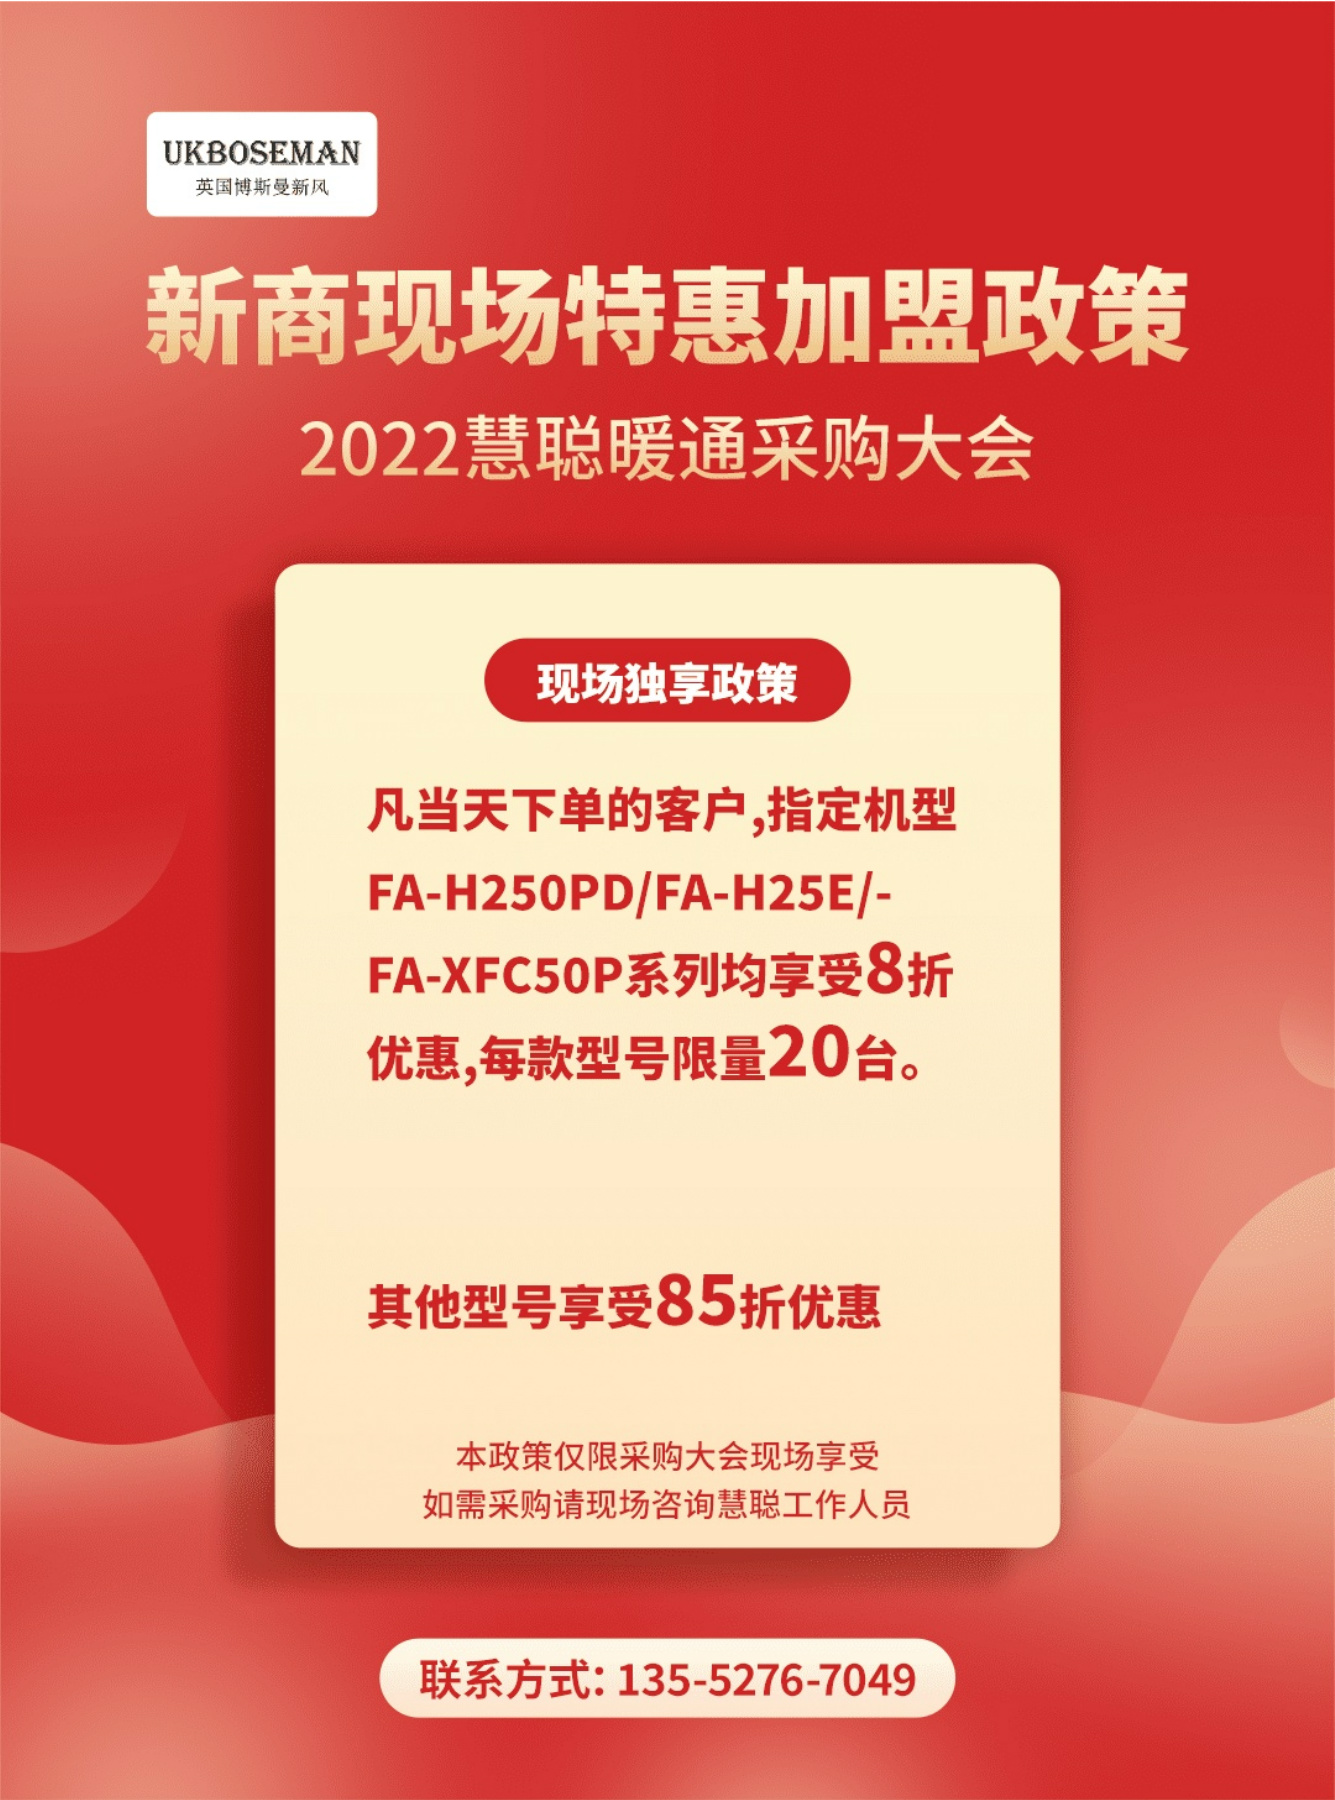 UKBOSEMAN
英国博斯曼新风
新商现场特惠加盟政策
2022慧聪暖通采购大会
现场独享政策
凡当天下单的客户,指定机型
FA-H250PD/FA-H25E/-
FA-XFC50P系列均享受8折
优惠,每款型号限量20台。
其他型号享受85折优惠
本政策仅限采购大会现场享受
如需采购请现场咨询慧聪工作人员
联系方式: 135-5276-7049